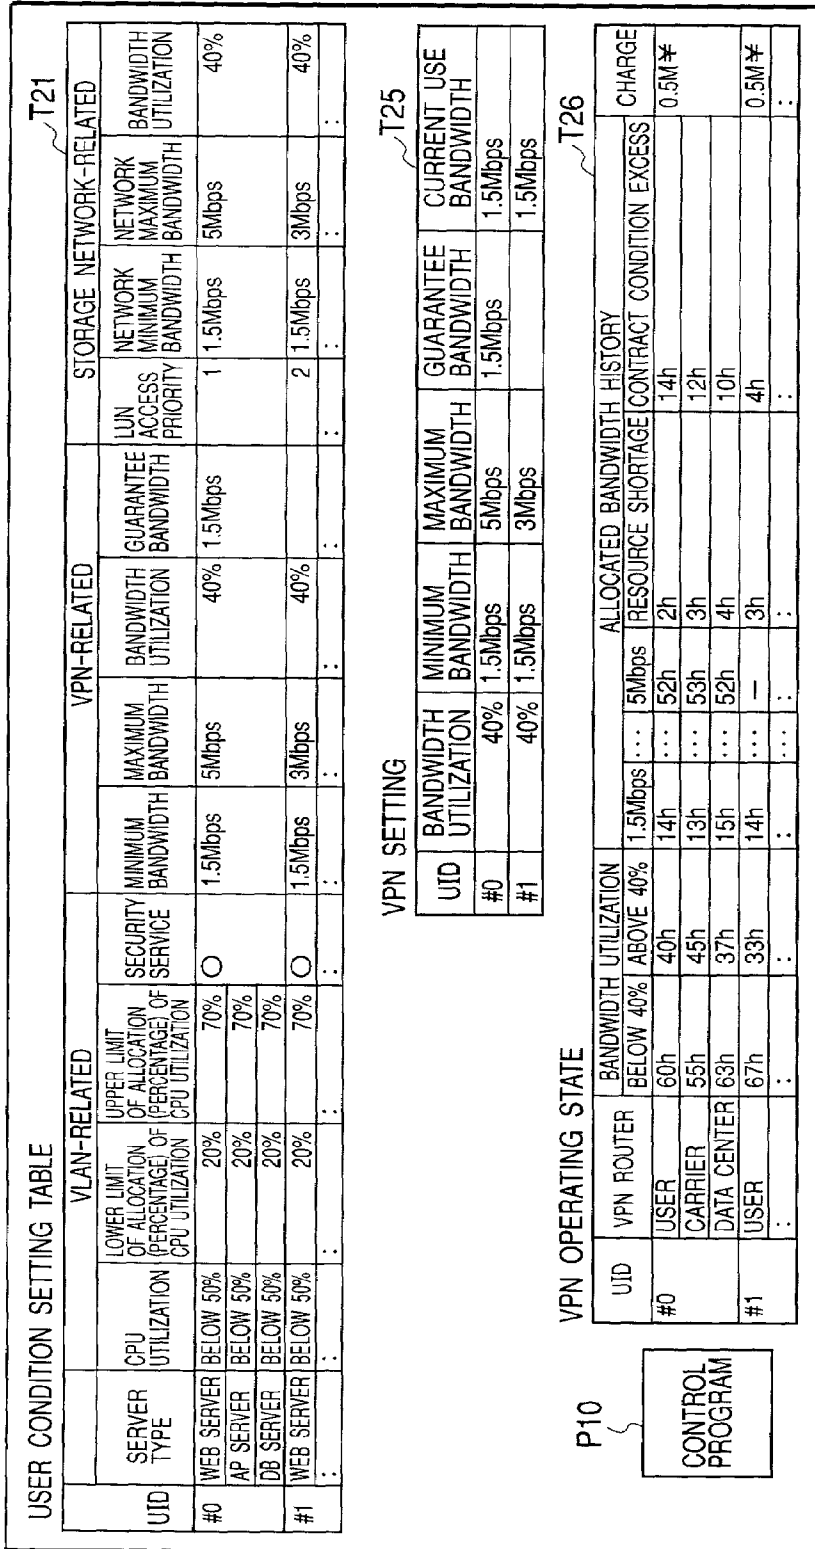 USER CONDITION SETTING TABLE
T21
VLAN-RELATED VPN-RELATED STORAGE NETWORK-RELATED
UID SERVER TYPE CPU UTILIZATION LOWER LIMIT OF ALLOCATION (PERCENTAGE) OF CPU UTILIZATION UPPER LIMIT OF ALLOCATION (PERCENTAGE) OF CPU UTILIZATION SECURITY SERVICE MINIMUM BANDWIDTH MAXIMUM BANDWIDTH BANDWIDTH UTILIZATION GUARANTEE BANDWIDTH LUN ACCESS PRIORITY NETWORK MINIMUM BANDWIDTH NETWORK MAXIMUM BANDWIDTH BANDWIDTH UTILIZATION
#0 WEB SERVER BELOW 50% 20% 70% ○ 1.5Mbps 5Mbps 40% 1.5Mbps 1 1.5Mbps 5Mbps 40%
AP SERVER BELOW 50% 20% 70%
DB SERVER BELOW 50% 20% 70%
#1 WEB SERVER BELOW 50% 20% 70% ○ 1.5Mbps 3Mbps 40% 2 1.5Mbps 3Mbps 40%
: : : : : : : : : : : : : :
VPN SETTING
T25
UID BANDWIDTH UTILIZATION MINIMUM BANDWIDTH MAXIMUM BANDWIDTH GUARANTEE BANDWIDTH CURRENT USE BANDWIDTH
#0 40% 1.5Mbps 5Mbps 1.5Mbps 1.5Mbps
#1 40% 1.5Mbps 3Mbps 1.5Mbps
P10
CONTROL
PROGRAM
VPN OPERATING STATE
T26
UID VPN ROUTER BANDWIDTH UTILIZATION ALLOCATED BANDWIDTH HISTORY CHARGE
BELOW 40% ABOVE 40% 1.5Mbps ... 5Mbps RESOURCE SHORTAGE CONTRACT CONDITION EXCESS
#0 USER 60h 40h 14h ... 52h 2h 14h 0.5M¥
CARRIER 55h 45h 13h ... 53h 3h 12h
DATA CENTER 63h 37h 15h ... 52h 4h 10h
#1 USER 67h 33h 14h ... — 3h 4h 0.5M¥
: : : : ... : : : :